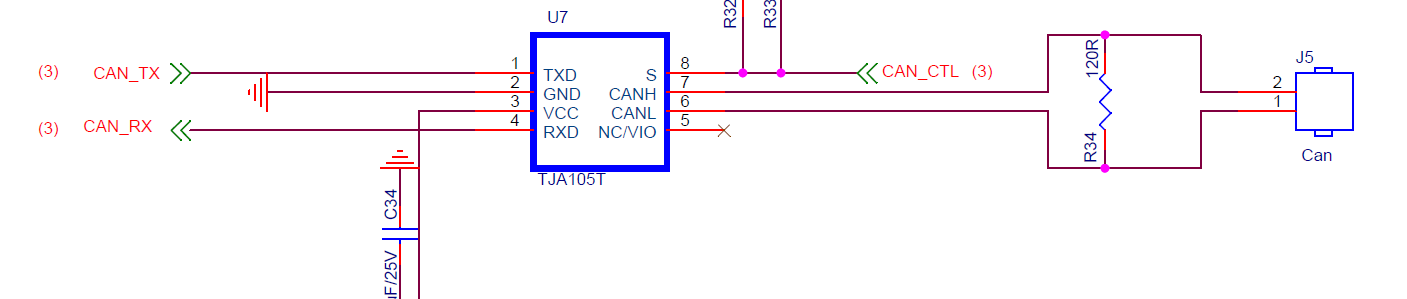 R32
R33
U7
(3) CAN_TX
1
TXD
S
8
CAN_CTL (3)
2
GND
CANH
7
3
VCC
CANL
6
(3) CAN_RX
4
RXD
NC/VIO
5
TJA105T
120R
R34
J5
2
1
Can
C34
uF/25V